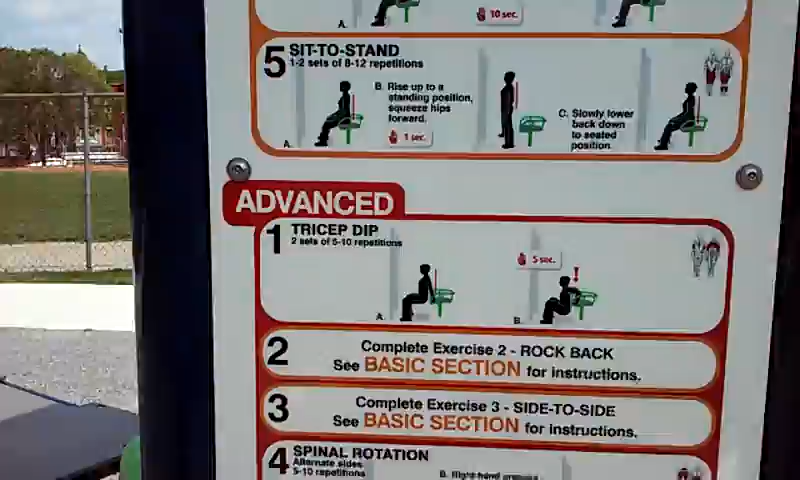 A.
10 sec.
5 SIT-TO-STAND
1-2 sets of 8-12 repetitions
A.
B. Rise up to a
standing position,
squeeze hips
forward.
1 sec.
C. Slowly lower
back down
to seated
position.
ADVANCED
1 TRICEP DIP
2 sets of 5-10 repetitions
A.
5 sec.
B.
2 Complete Exercise 2 - ROCK BACK
See BASIC SECTION for instructions.
3 Complete Exercise 3 - SIDE-TO-SIDE
See BASIC SECTION for instructions.
4 SPINAL ROTATION
Alternate sides
5-10 repetitions
B. Right hand